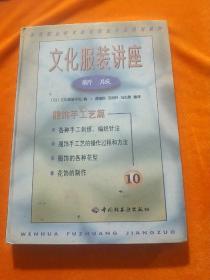 文化服装讲座
新版
服饰手工艺篇
各种手工刺绣、编织针法
服饰手工艺的操作过程和方法
服饰的各种花型
花饰的制作
10
中国轻工业出版社
WENHUA FUZHUANG JIANGZUO